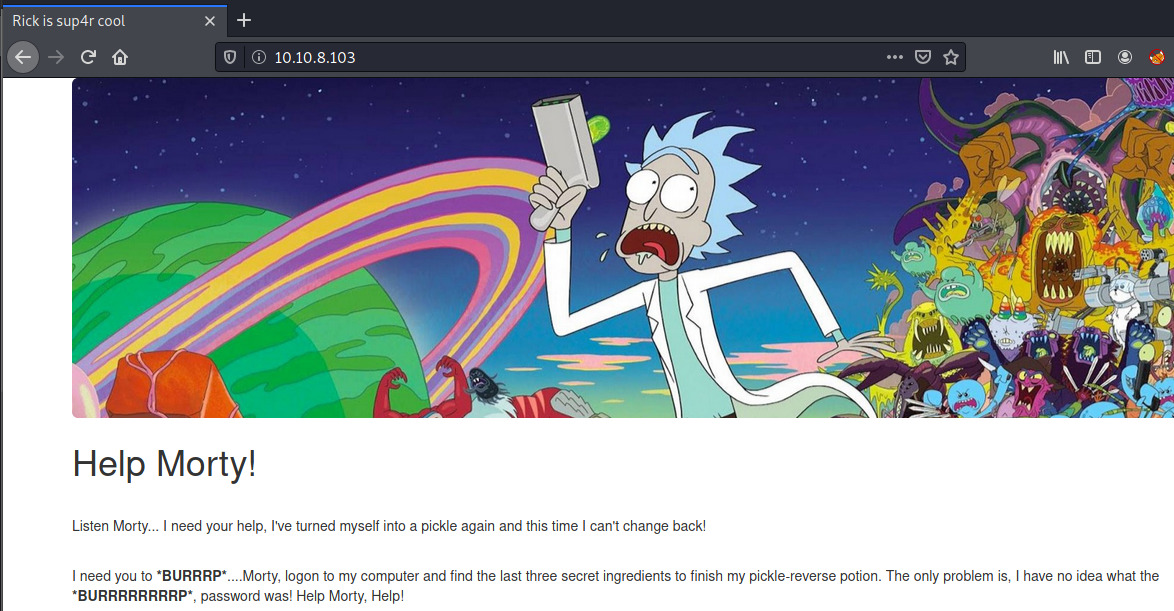 Rick is sup4r cool
10.10.8.103
Help Morty!
Listen Morty... I need your help, I've turned myself into a pickle again and this time I can't change back!
I need you to *BURRRP*....Morty, logon to my computer and find the last three secret ingredients to finish my pickle-reverse potion. The only problem is, I have no idea what the
*BURRRRRRRRP*, password was! Help Morty, Help!